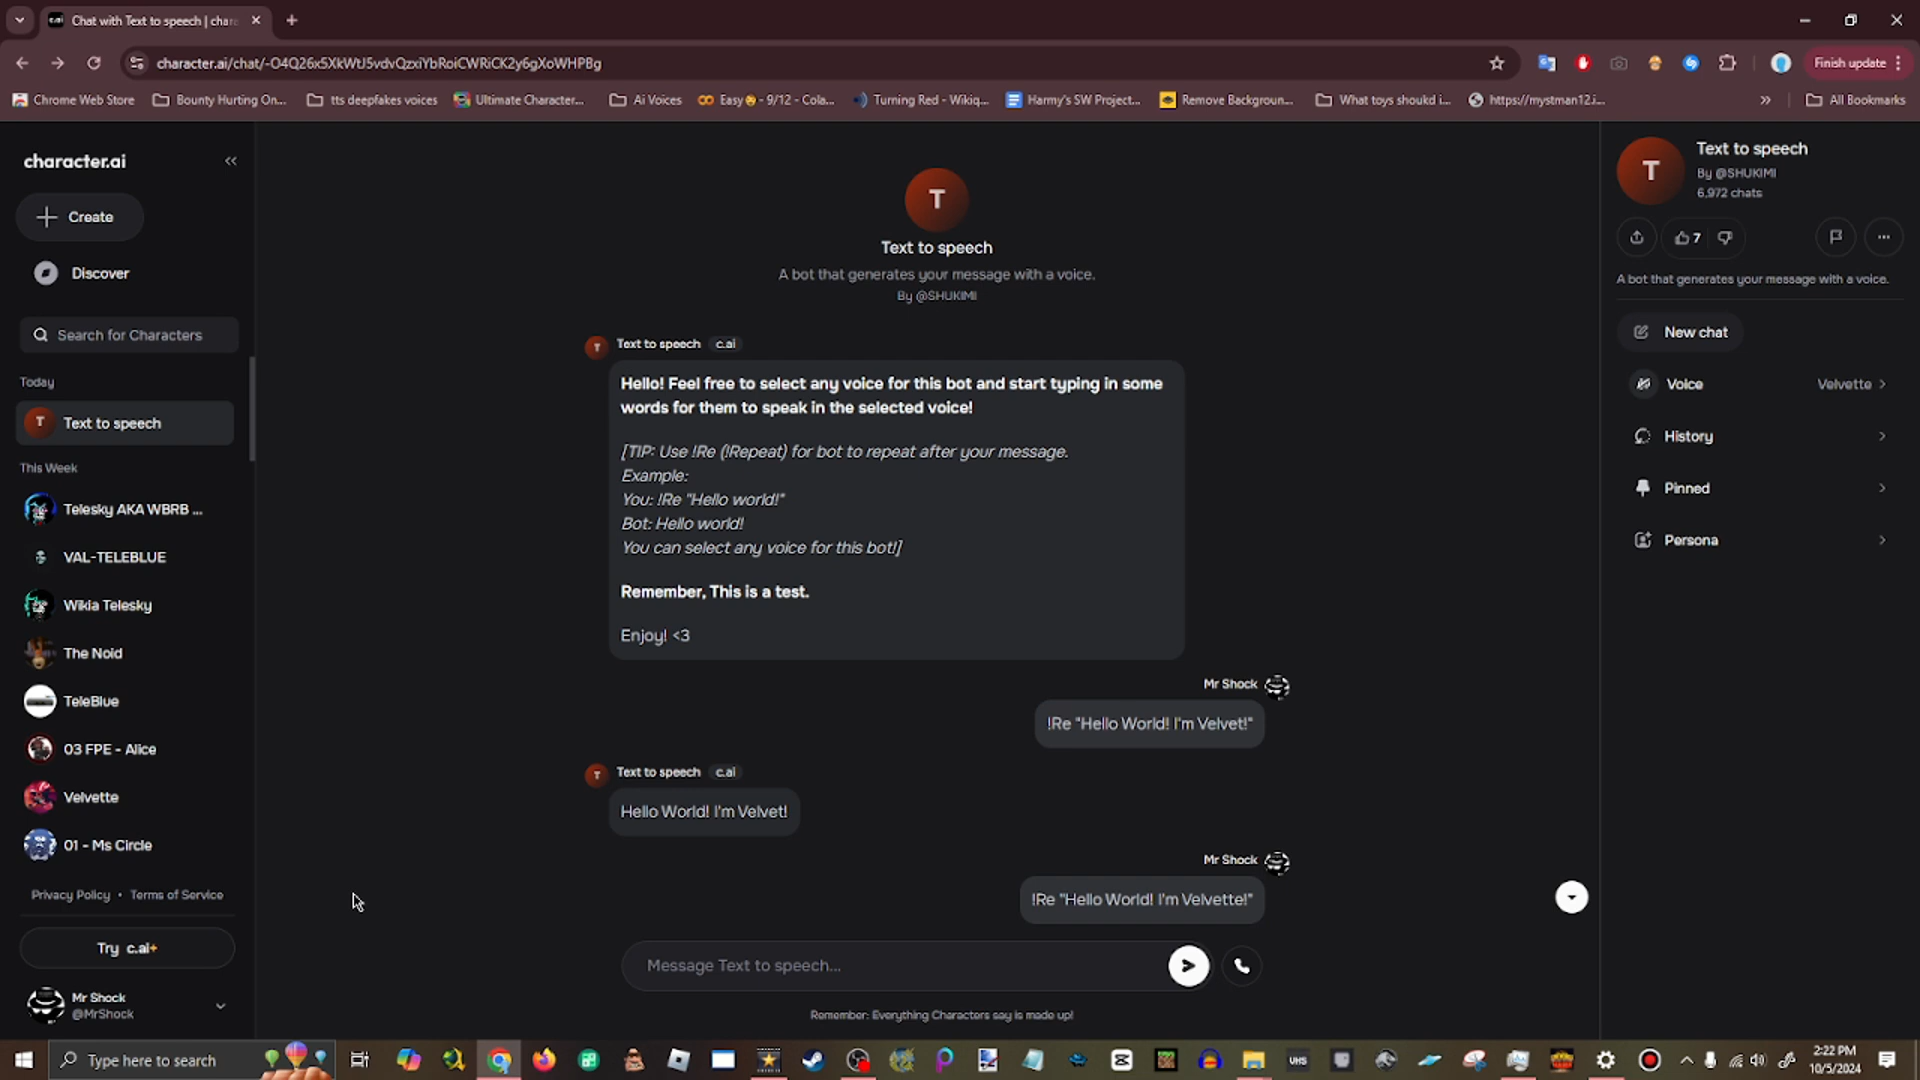 Chat with Text to speech | chara
character.ai/chat/-O4Q26x5XkWtJ5vdvQzxiYbRoiCWRiCK2y6gXoWHPBg
Finish update
Chrome Web Store
Bounty Hurting On...
tts deepfakes voices
Ultimate Character...
Ai Voices
Easy - 9/12 - Cola...
Turning Red - Wikiq...
Harmy's SW Project...
Remove Backgroun...
What toys shoukd i...
https://mystman12.i...
All Bookmarks
character.ai
Create
Discover
Search for Characters
Today
T
Text to speech
This Week
Telesky AKA WBRB ...
VAL-TELEBLUE
Wikia Telesky
The Noid
TeleBlue
03 FPE - Alice
Velvette
01 - Ms Circle
Privacy Policy • Terms of Service
Try c.ai+
Mr Shock
@MrShock
T
Text to speech
A bot that generates your message with a voice.
By @SHUKIMI
T
Text to speech c.ai
Hello! Feel free to select any voice for this bot and start typing in some
words for them to speak in the selected voice!
[TIP: Use !Re (!Repeat) for bot to repeat after your message.
Example:
You: !Re "Hello world!"
Bot: Hello world!
You can select any voice for this bot!]
Remember, This is a test.
Enjoy! <3
Mr Shock
!Re "Hello World! I'm Velvet!"
T
Text to speech c.ai
Hello World! I'm Velvet!
Mr Shock
!Re "Hello World! I'm Velvette!"
Message Text to speech...
Remember: Everything Characters say is made up!
T
Text to speech
By @SHUKIMI
6,972 chats
7
A bot that generates your message with a voice.
New chat
Voice
Velvette
History
Pinned
Persona
Type here to search
VHS
2:22 PM
10/5/2024